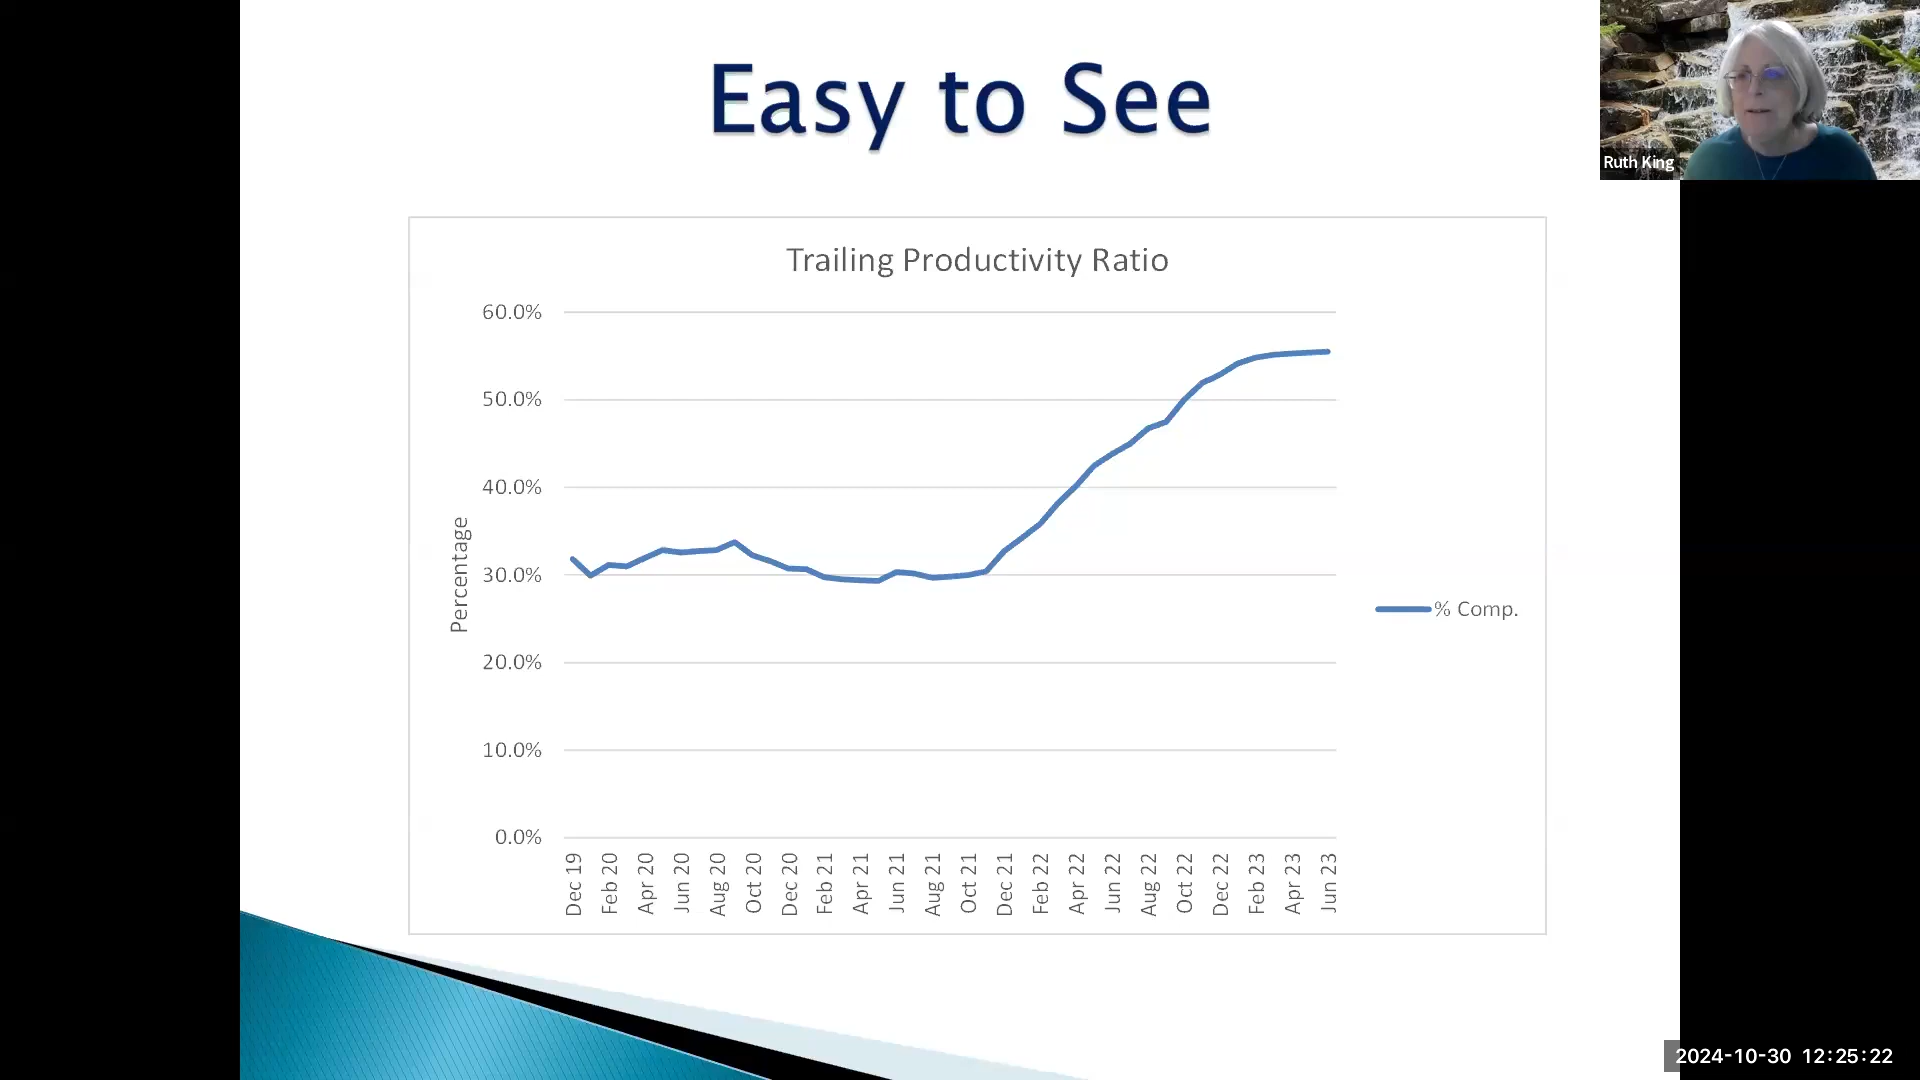 Easy to See
Ruth King
Trailing Productivity Ratio
60.0%
50.0%
40.0%
30.0%
20.0%
10.0%
0.0%
Percentage
% Comp.
Dec 19
Feb 20
Apr 20
Jun 20
Aug 20
Oct 20
Dec 20
Feb 21
Apr 21
Jun 21
Aug 21
Oct 21
Dec 21
Feb 22
Apr 22
Jun 22
Aug 22
Oct 22
Dec 22
Feb 23
Apr 23
Jun 23
2024-10-30 12:25:22